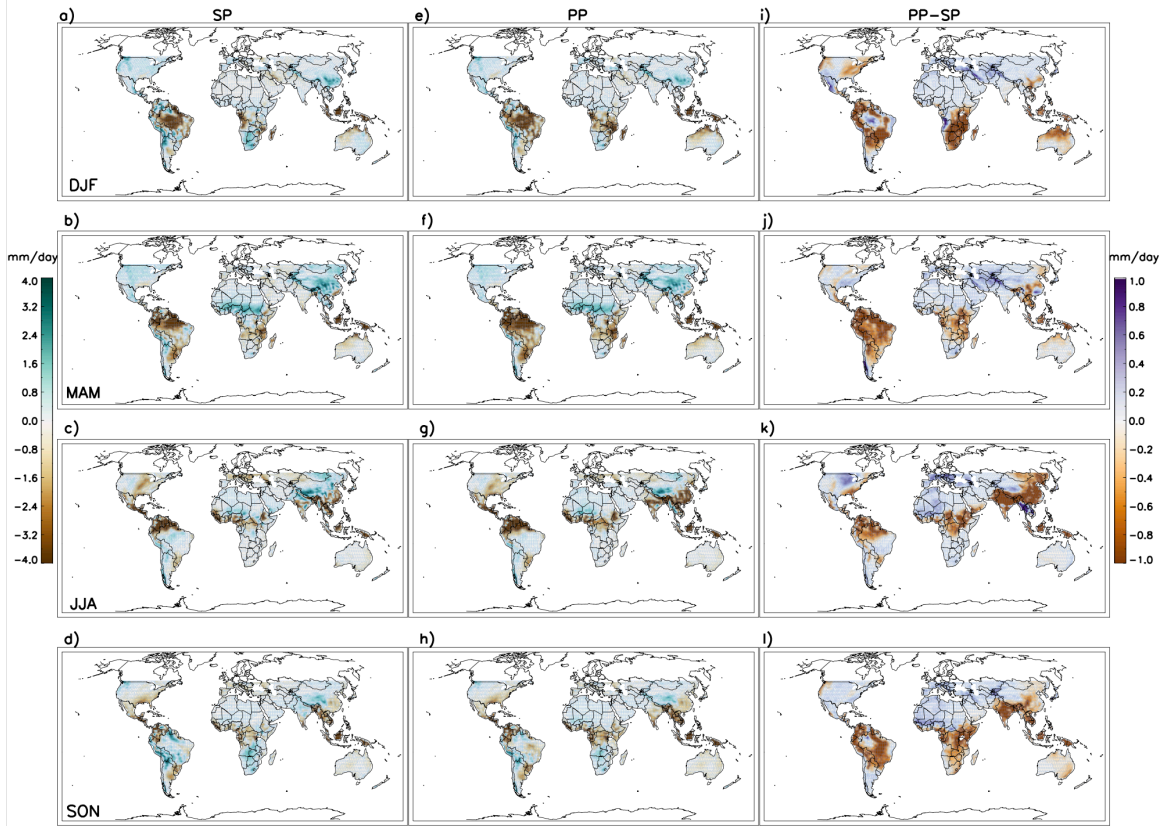 SP PP PP−SP
a) e) i)
DJF
b) f) j)
MAM
c) g) k)
JJA
d) h) l)
SON
mm/day
4.0
3.2
2.4
1.6
0.8
0.0
−0.8
−1.6
−2.4
−3.2
−4.0
mm/day
1.0
0.8
0.6
0.4
0.2
0.0
−0.2
−0.4
−0.6
−0.8
−1.0